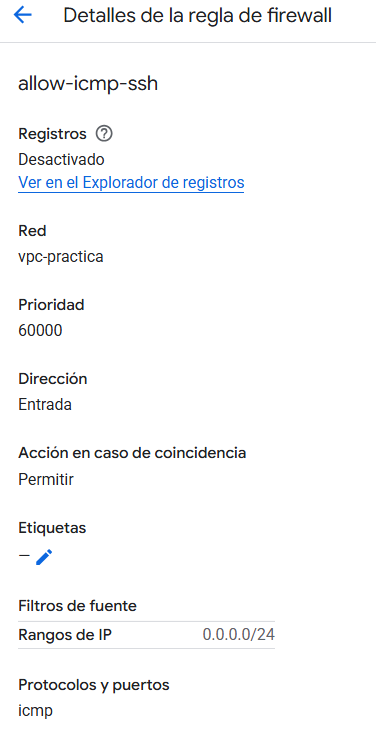 Detalles de la regla de firewall
allow-icmp-ssh
Registros
Desactivado
Ver en el Explorador de registros
Red
vpc-practica
Prioridad
60000
Dirección
Entrada
Acción en caso de coincidencia
Permitir
Etiquetas
—
Filtros de fuente
Rangos de IP 0.0.0.0/24
Protocolos y puertos
icmp